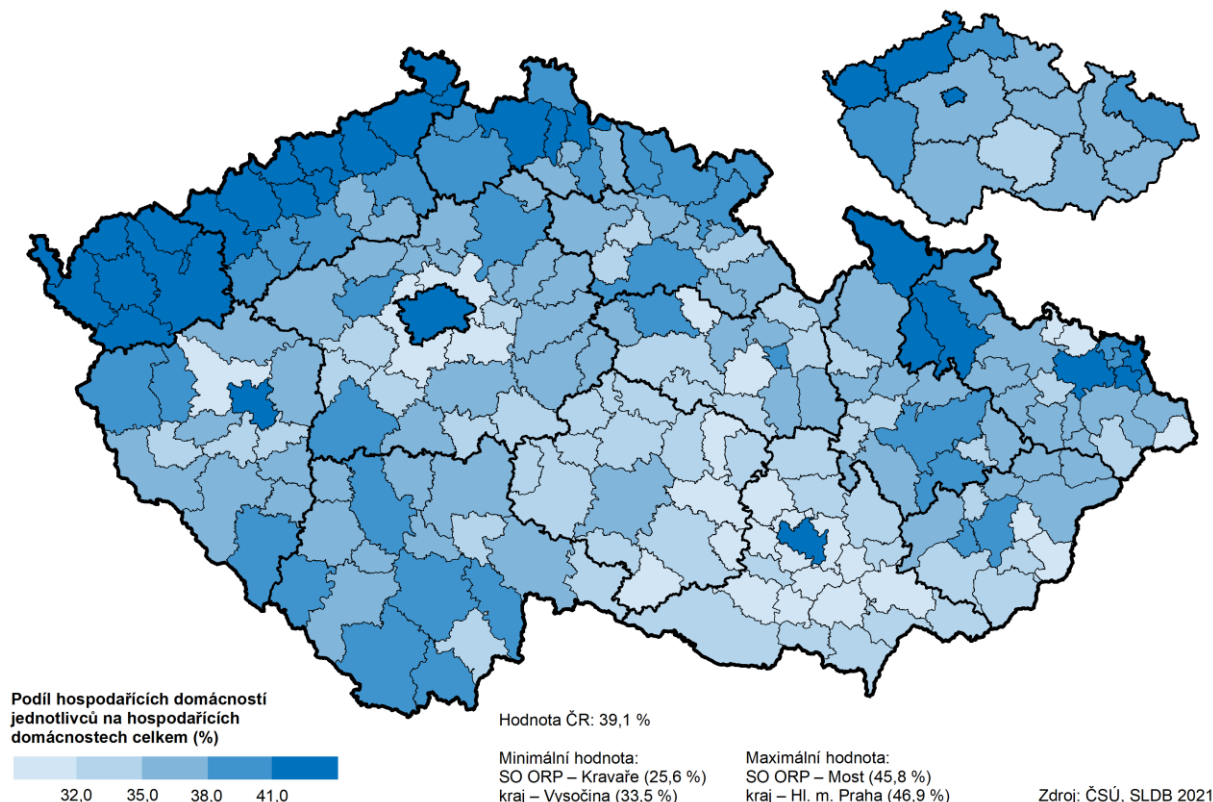 Podíl hospodařících domácností
jednotlivců na hospodařících
domácnostech celkem (%)
32,0 35,0 38,0 41,0
Hodnota ČR: 39,1 %
Minimální hodnota:
SO ORP – Kravaře (25,6 %)
kraj – Vysočina (33,5 %)
Maximální hodnota:
SO ORP – Most (45,8 %)
kraj – Hl. m. Praha (46,9 %)
Zdroj: ČSÚ, SLDB 2021